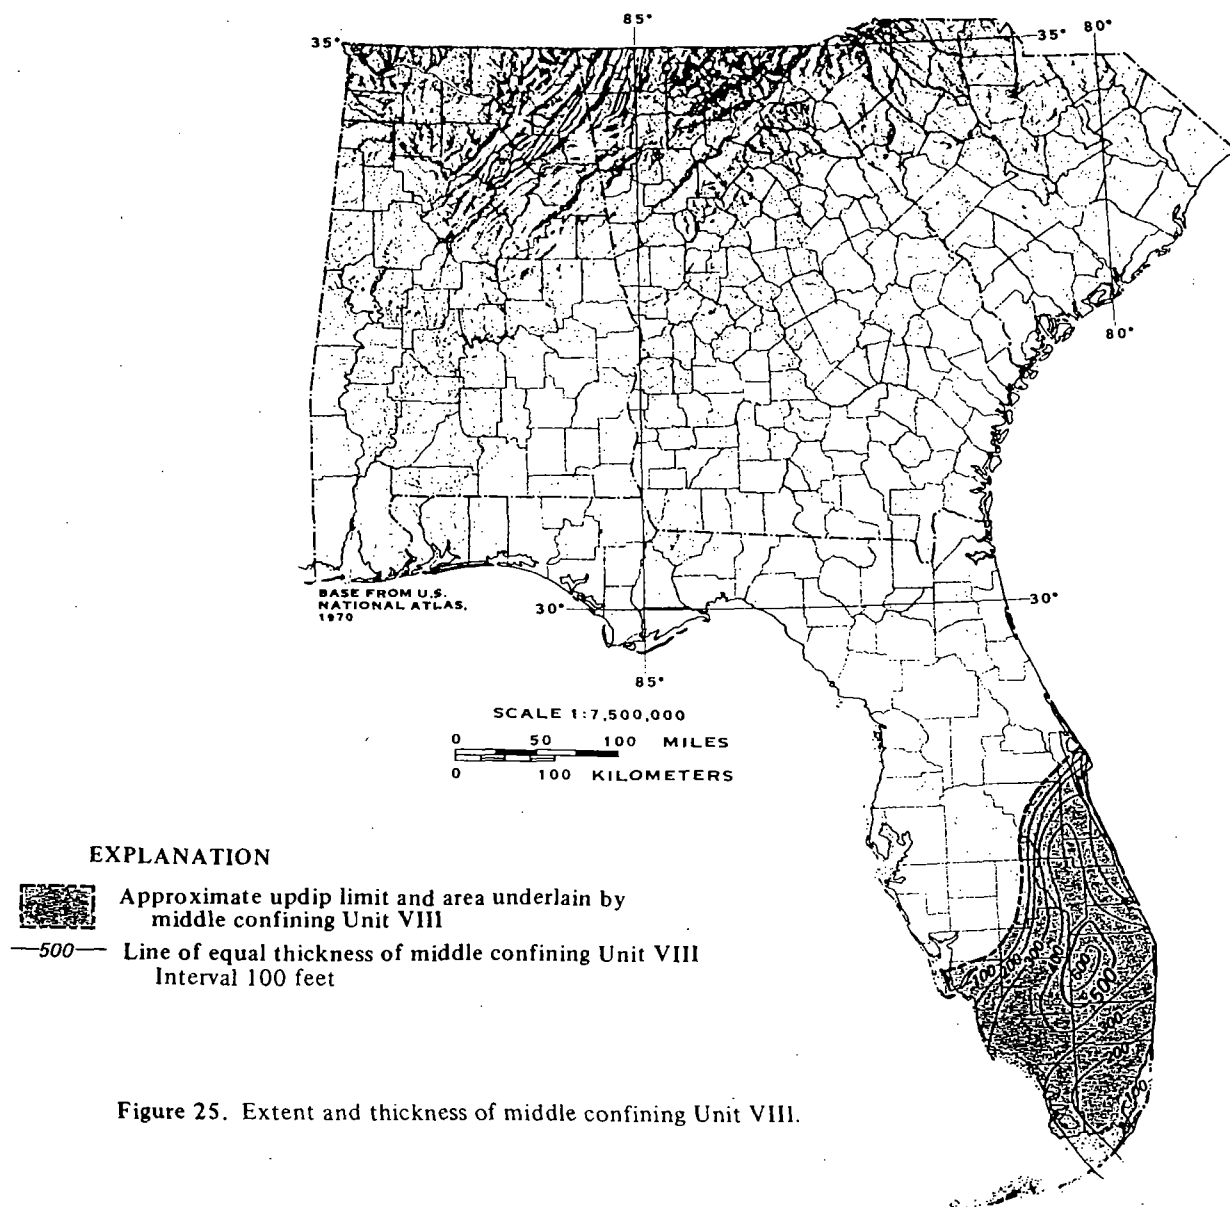 85°
35°
35° 80°
80°
BASE FROM U.S.
NATIONAL ATLAS,
1970
30°
30°
85°
SCALE 1:7,500,000
0 50 100 MILES
0 100 KILOMETERS
EXPLANATION
Approximate updip limit and area underlain by
middle confining Unit VIII
500 Line of equal thickness of middle confining Unit VIII
Interval 100 feet
100 200 300 400 600
500
300
200
100
Figure 25. Extent and thickness of middle confining Unit VIII.